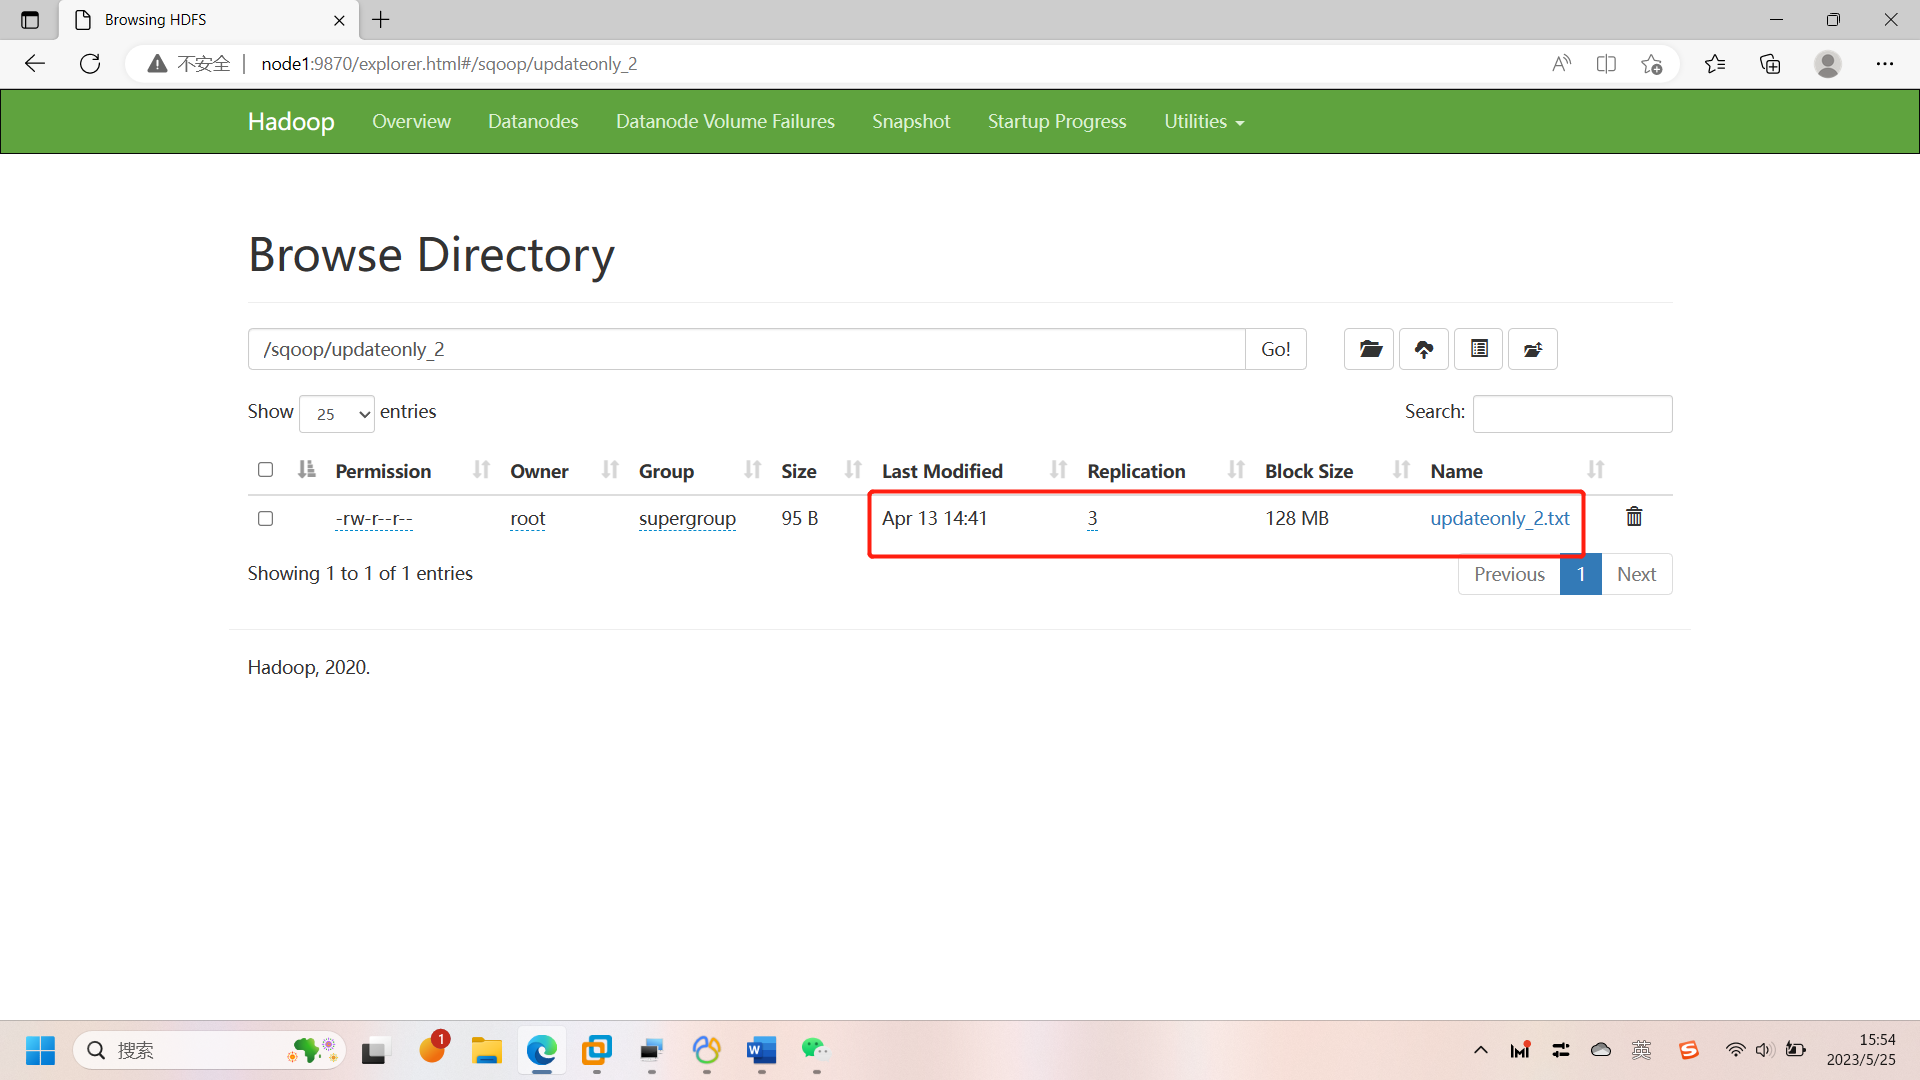 Browsing HDFS
不安全 node1:9870/explorer.html#/sqoop/updateonly_2
Hadoop Overview Datanodes Datanode Volume Failures Snapshot Startup Progress Utilities
Browse Directory
/sqoop/updateonly_2 Go!
Show 25 entries Search:
Permission Owner Group Size Last Modified Replication Block Size Name
-rw-r--r-- root supergroup 95 B Apr 13 14:41 3 128 MB updateonly_2.txt
Showing 1 to 1 of 1 entries Previous 1 Next
Hadoop, 2020.
搜索 1 英 15:54
2023/5/25